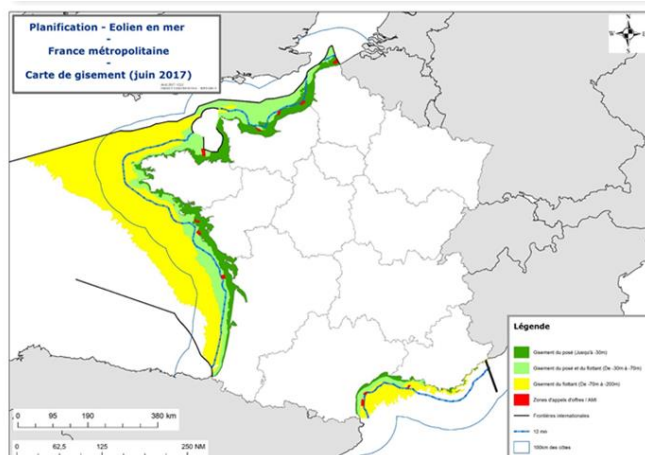 Planification - Eolien en mer
-
France métropolitaine
-
Carte de gisement (juin 2017)
N
W
E
S
Légende
Gisement du posé (Jusqu'à -30m)
Gisement du posé et du flottant (De -30m à -70m)
Gisement du flottant (De -70m à -200m)
Zones d'appels d'offres / AMI
Frontières internationales
12 mn
100km des côtes
0 95 190 380 km
0 62,5 125 250 NM